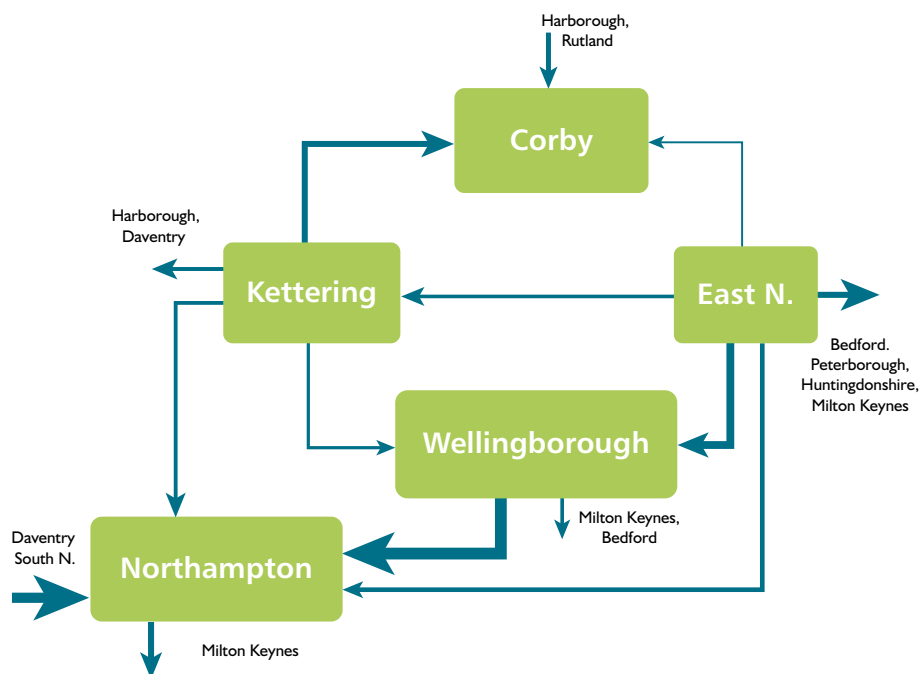 Harborough,
Rutland
Corby
Harborough,
Daventry
Kettering
East N.
Bedford.
Peterborough,
Huntingdonshire,
Milton Keynes
Wellingborough
Milton Keynes,
Bedford
Daventry
South N.
Northampton
Milton Keynes